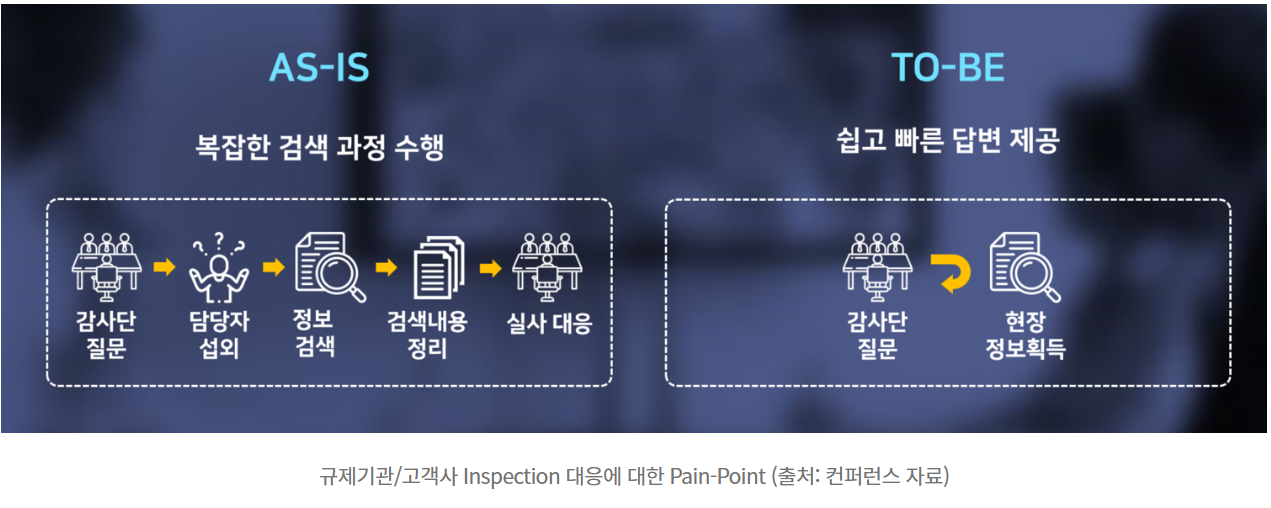 AS-IS
복잡한 검색 과정 수행
감사단
질문
담당자
섭외
정보
검색
검색내용
정리
실사 대응
TO-BE
쉽고 빠른 답변 제공
감사단
질문
현장
정보획득
규제기관/고객사 Inspection 대응에 대한 Pain-Point (출처: 컨퍼런스 자료)